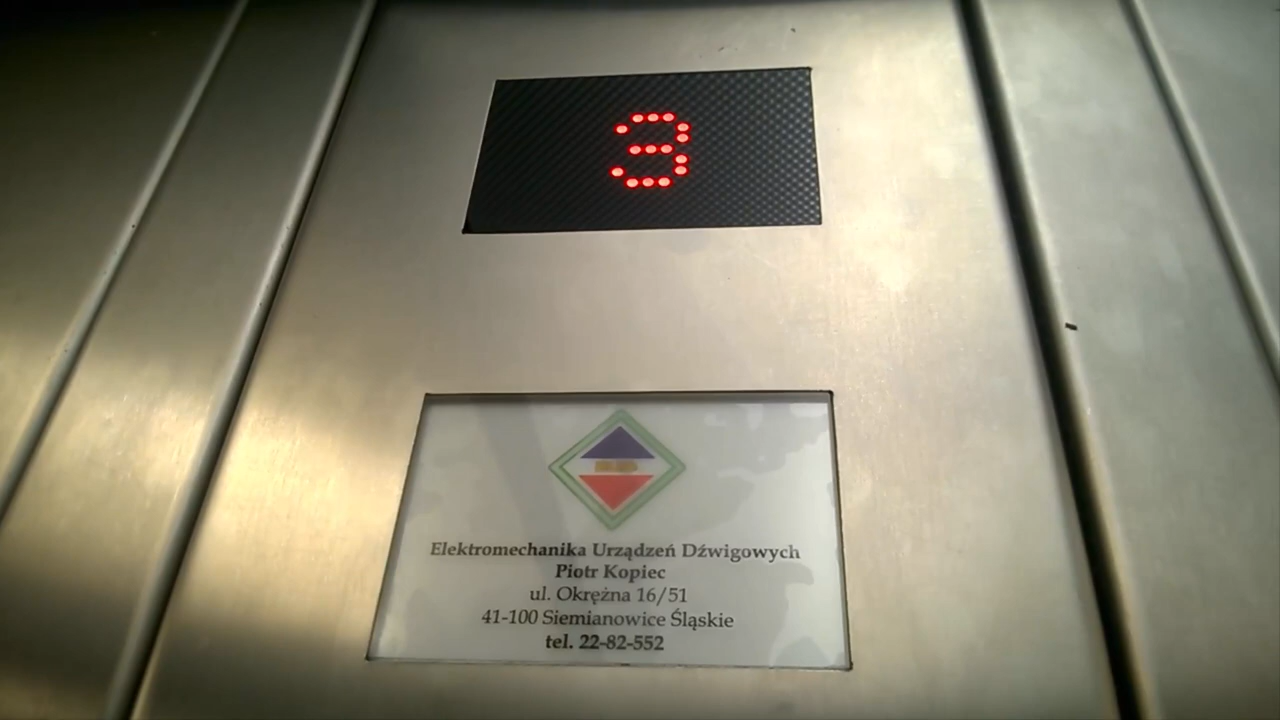 3
Elektromechanika Urządzeń Dźwigowych
Piotr Kopiec
ul. Okrężna 16/51
41-100 Siemianowice Śląskie
tel. 22-82-552